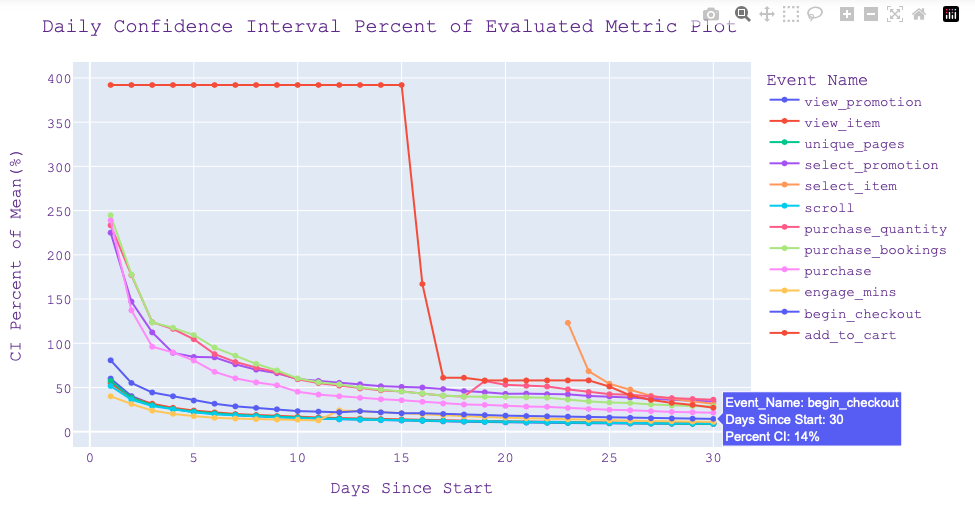 Daily Confidence Interval Percent of Evaluated Metric Plot
CI Percent of Mean(%)
400
350
300
250
200
150
100
50
0
0 5 10 15 20 25 30
Days Since Start
Event Name
view_promotion
view_item
unique_pages
select_promotion
select_item
scroll
purchase_quantity
purchase_bookings
purchase
engage_mins
begin_checkout
add_to_cart
Event_Name: begin_checkout
Days Since Start: 30
Percent CI: 14%